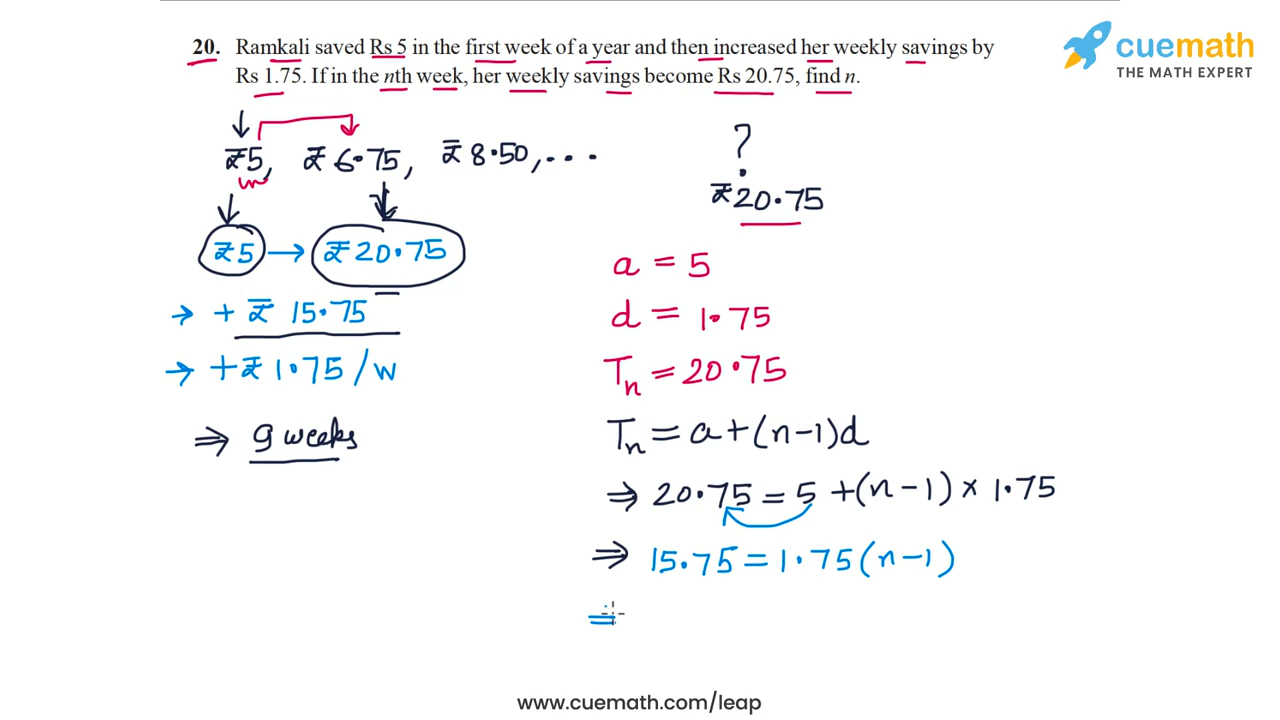 20. Ramkali saved Rs 5 in the first week of a year and then increased her weekly savings by
Rs 1.75. If in the nth week, her weekly savings become Rs 20.75, find n.
cuemath
THE MATH EXPERT
₹5, ₹6.75, ₹8.50, ...
?
₹20.75
₹5 → ₹20.75
→ + ₹ 15.75
→ +₹1.75/w
⇒ 9 weeks
a = 5
d = 1.75
Tn = 20.75
Tn = a+(n-1)d
⇒ 20.75 = 5 +(n-1) × 1.75
⇒ 15.75 = 1.75(n-1)
=
www.cuemath.com/leap